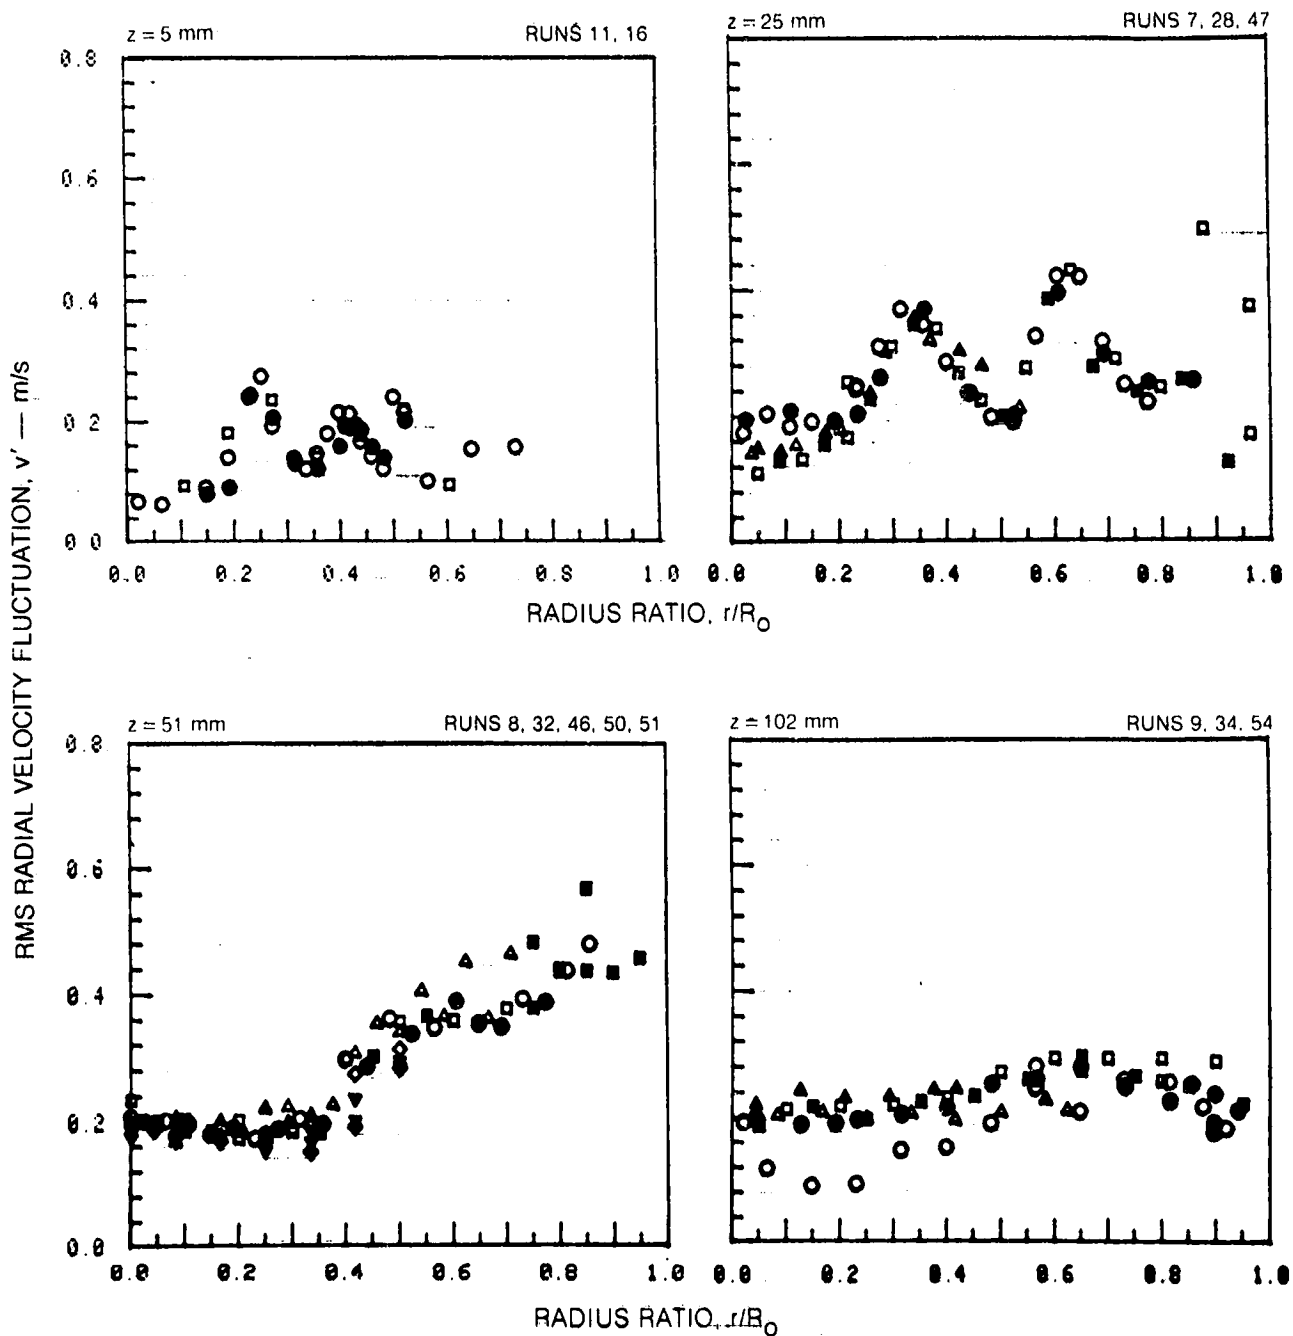 z = 5 mm RUNS 11, 16
z = 25 mm RUNS 7, 28, 47
0.8
0.6
0.4
0.2
0.0
0.0 0.2 0.4 0.6 0.8 1.0
0.0 0.2 0.4 0.6 0.8 1.0
RADIUS RATIO, r/Ro
RMS RADIAL VELOCITY FLUCTUATION, v′ — m/s
z = 51 mm RUNS 8, 32, 46, 50, 51
z = 102 mm RUNS 9, 34. 54
0.8
0.6
0.4
0.2
0.0
0.0 0.2 0.4 0.6 0.8 1.0
0.0 0.2 0.4 0.6 0.8 1.0
RADIUS RATIO, r/Ro